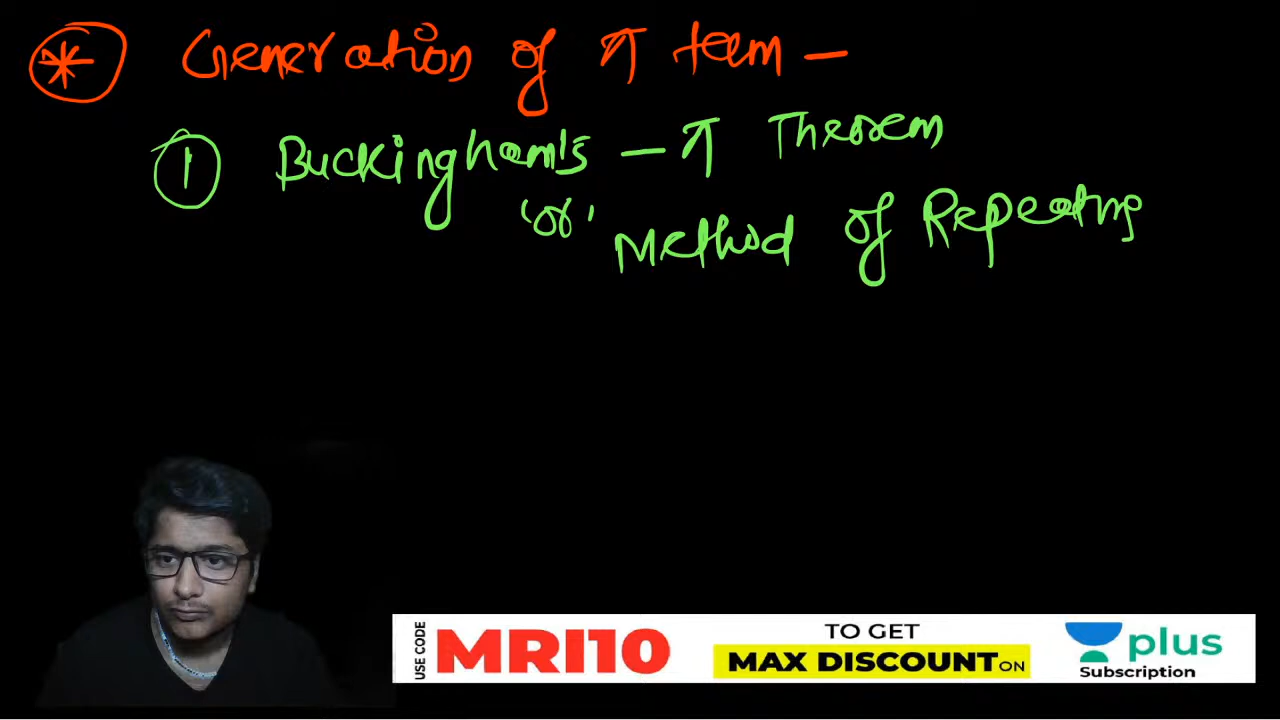 * Generation of π term -
① Buckingham's - π Theorem
'or' Method of Repeating
USE CODE
MRI10
TO GET
MAX DISCOUNT ON
plus
Subscription